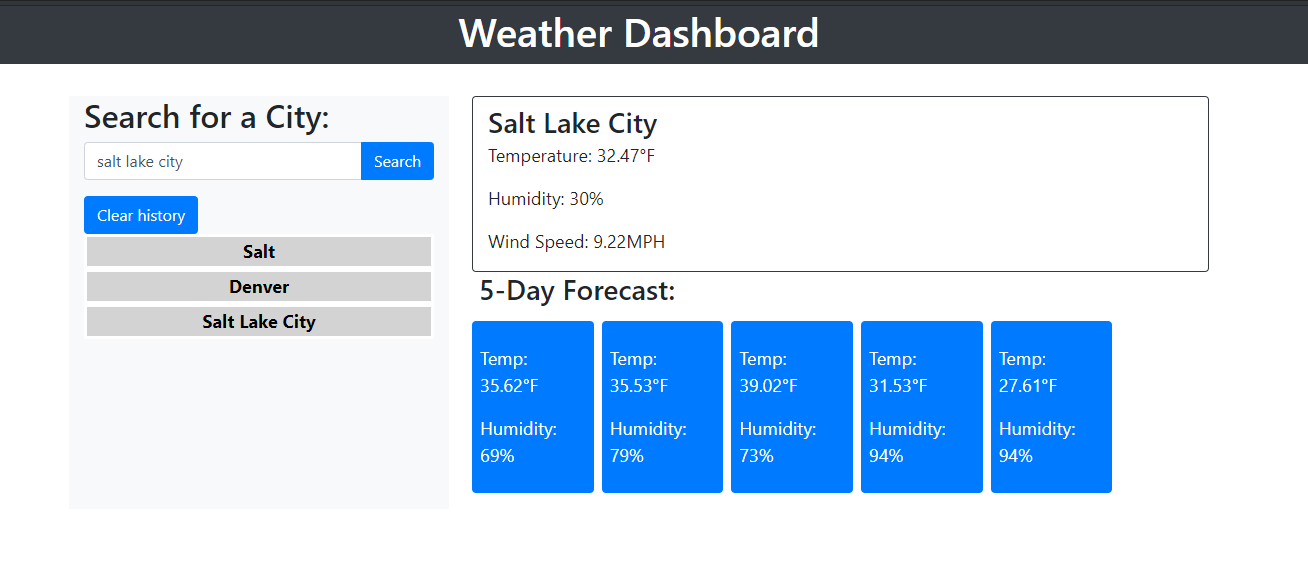 Weather Dashboard
Search for a City:
salt lake city
Search
Clear history
Salt
Denver
Salt Lake City
Salt Lake City
Temperature: 32.47°F
Humidity: 30%
Wind Speed: 9.22MPH
5-Day Forecast:
Temp:
35.62°F
Humidity:
69%
Temp:
35.53°F
Humidity:
79%
Temp:
39.02°F
Humidity:
73%
Temp:
31.53°F
Humidity:
94%
Temp:
27.61°F
Humidity:
94%